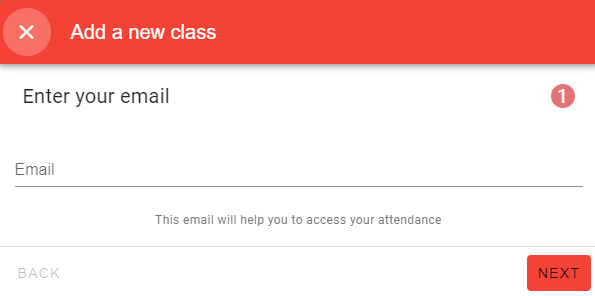 Add a new class
Enter your email
1
Email
This email will help you to access your attendance
BACK
NEXT